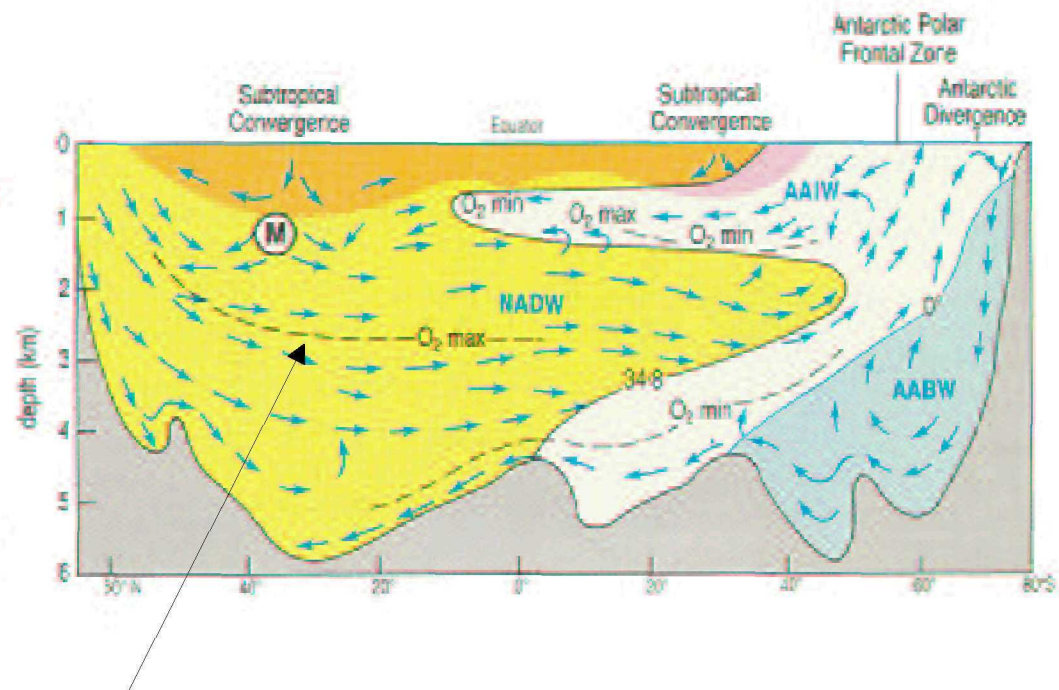 Antarctic Polar
Frontal Zone
Subtropical
Convergence
Equator
Subtropical
Convergence
Antarctic
Divergence
0
1
2
3
4
5
6
depth (km)
O₂ min
O₂ max
O₂ min
AAIW
M
NADW
O₂ max
0°
34·8
O₂ min
AABW
50°N
40
20°
0°
20°
40°
60°
80°S